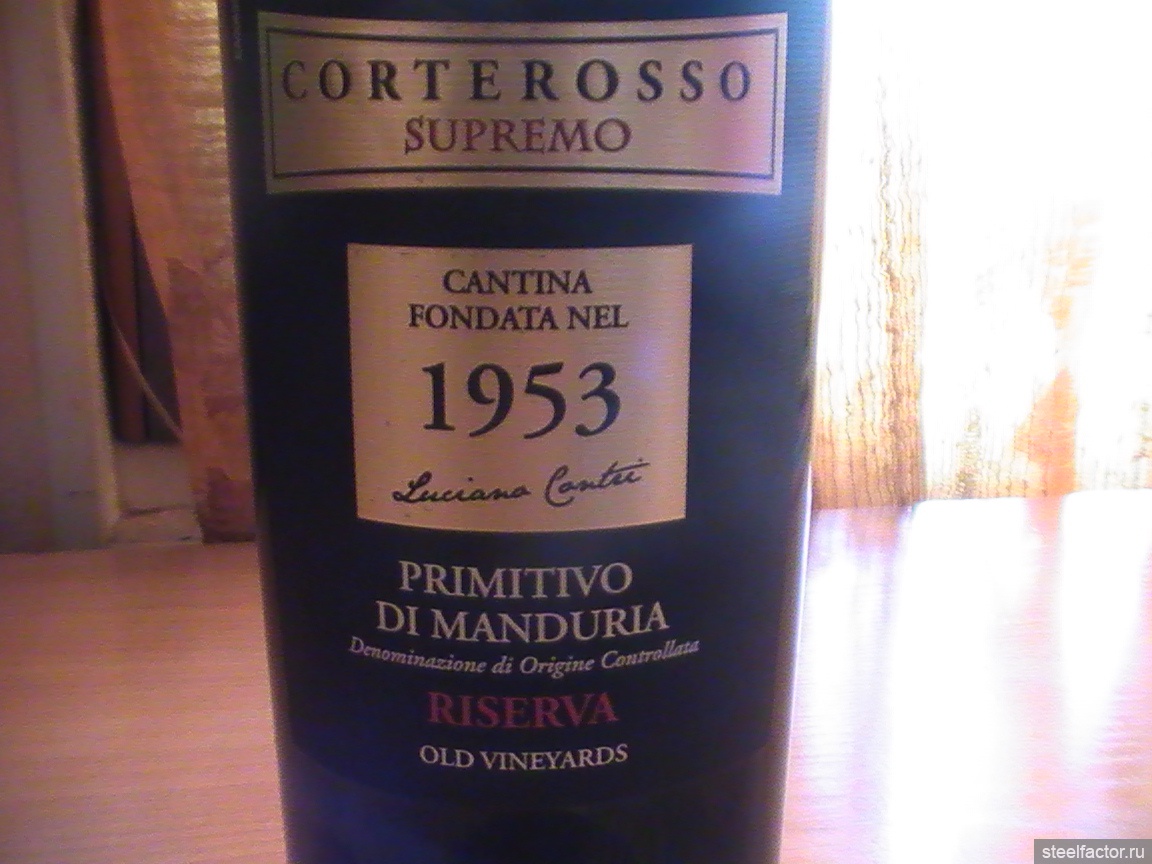 CORTEROSSO
SUPREMO
CANTINA
FONDATA NEL
1953
Luciano Contri
PRIMITIVO
DI MANDURIA
Denominazione di Origine Controllata
RISERVA
OLD VINEYARDS
steelfactor.ru